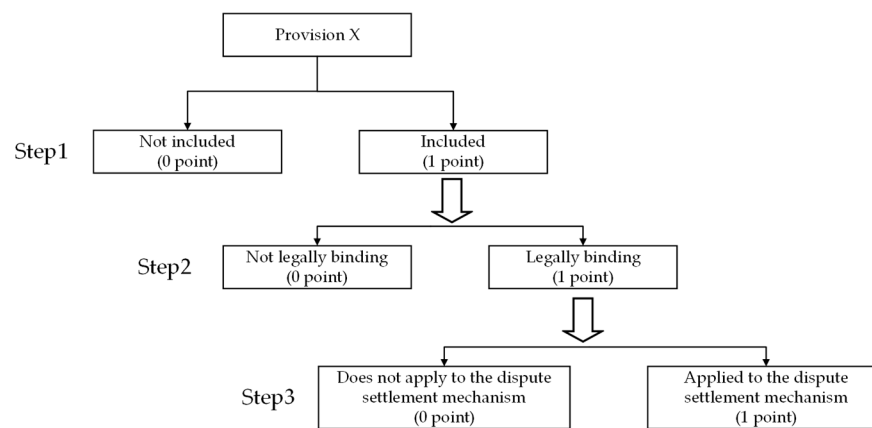 Provision X
Step1
Not included
(0 point)
Included
(1 point)
Step2
Not legally binding
(0 point)
Legally binding
(1 point)
Step3
Does not apply to the dispute
settlement mechanism
(0 point)
Applied to the dispute
settlement mechanism
(1 point)